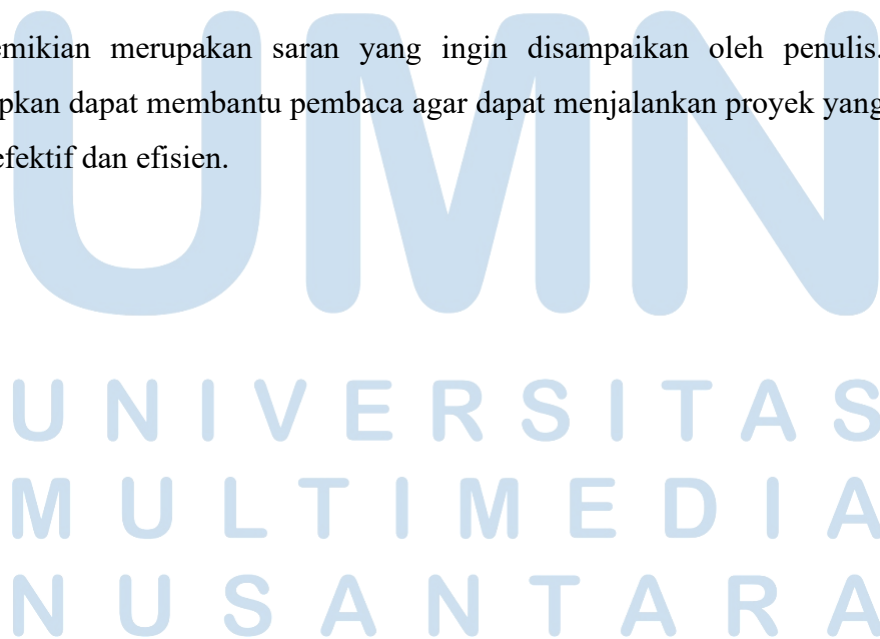 emikian merupakan saran yang ingin disampaikan oleh penulis.
pkan dapat membantu pembaca agar dapat menjalankan proyek yang
efektif dan efisien.
UMN
UNIVERSITAS
MULTIMEDIA
NUSANTARA